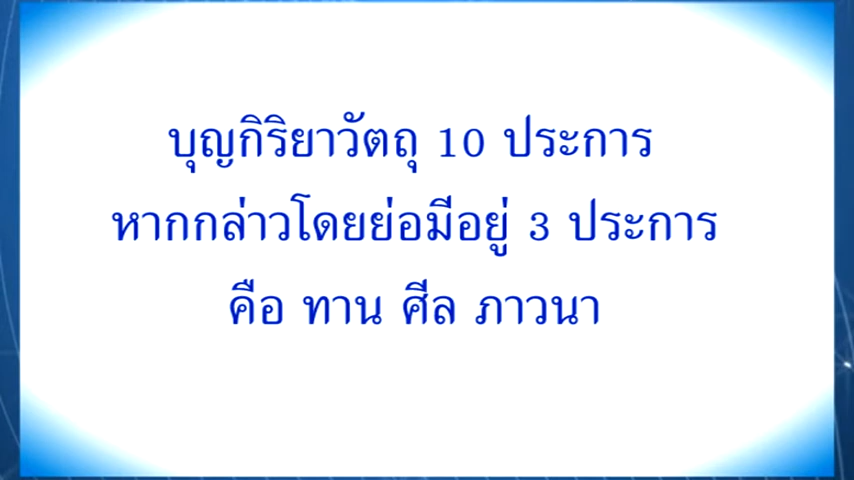 บุญกิริยาวัตถุ 10 ประการ
หากกล่าวโดยย่อมีอยู่ 3 ประการ
คือ ทาน ศีล ภาวนา